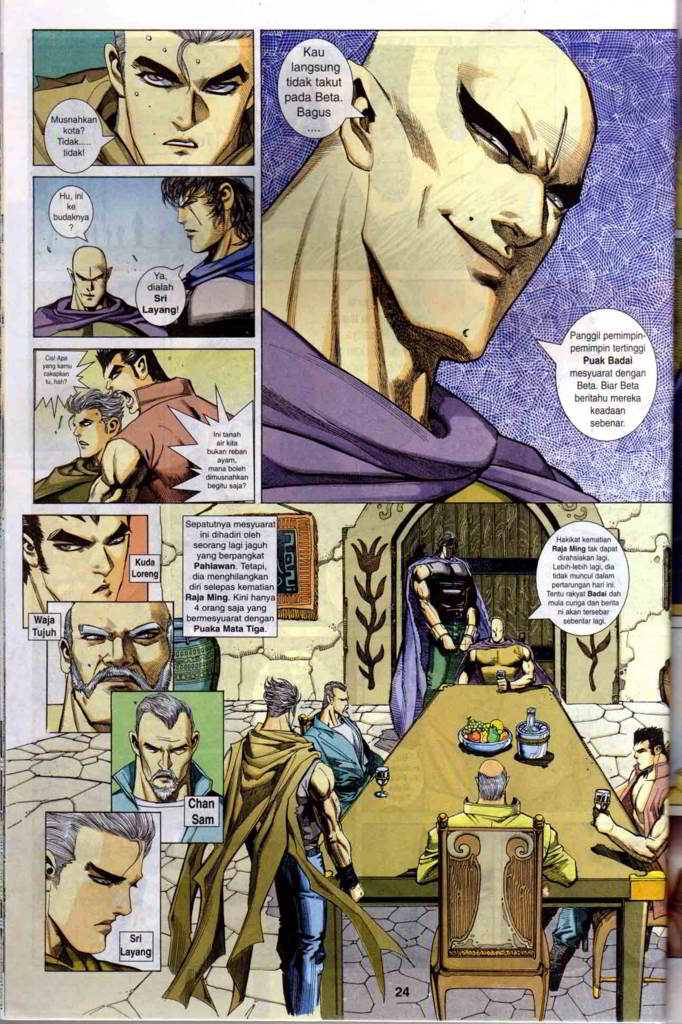 Musnahkan
kota?
Tidak.....
tidak!
Kau
langsung
tidak takut
pada Beta.
Bagus
....
Hu, ini
ke
budaknya
?
Ya,
dialah
Sri
Layang!
Panggil pemimpin-
pemimpin tertinggi
Puak Badai
mesyuarat dengan
Beta. Biar Beta
beritahu mereka
keadaan
sebenar.
Cis! Apa
yang kamu
cakapkan
tu, hah?
Ini tanah
air kita
bukan reban
ayam,
mana boleh
dimusnahkan
begitu saja?
Sepatutnya mesyuarat
ini dihadiri oleh
seorang lagi jaguh
yang berpangkat
Pahlawan. Tetapi,
dia menghilangkan
diri selepas kematian
Raja Ming. Kini hanya
4 orang saja yang
bermesyuarat dengan
Puaka Mata Tiga.
Hakikat kematian
Raja Ming tak dapat
dirahsiakan lagi.
Lebih-lebih lagi, dia
tidak muncul dalam
pertarungan hari ini.
Tentu rakyat Badai dah
mula curiga dan berita
ni akan tersebar
sebentar lagi.
Kuda
Loreng
Waja
Tujuh
Chan
Sam
Sri
Layang
24